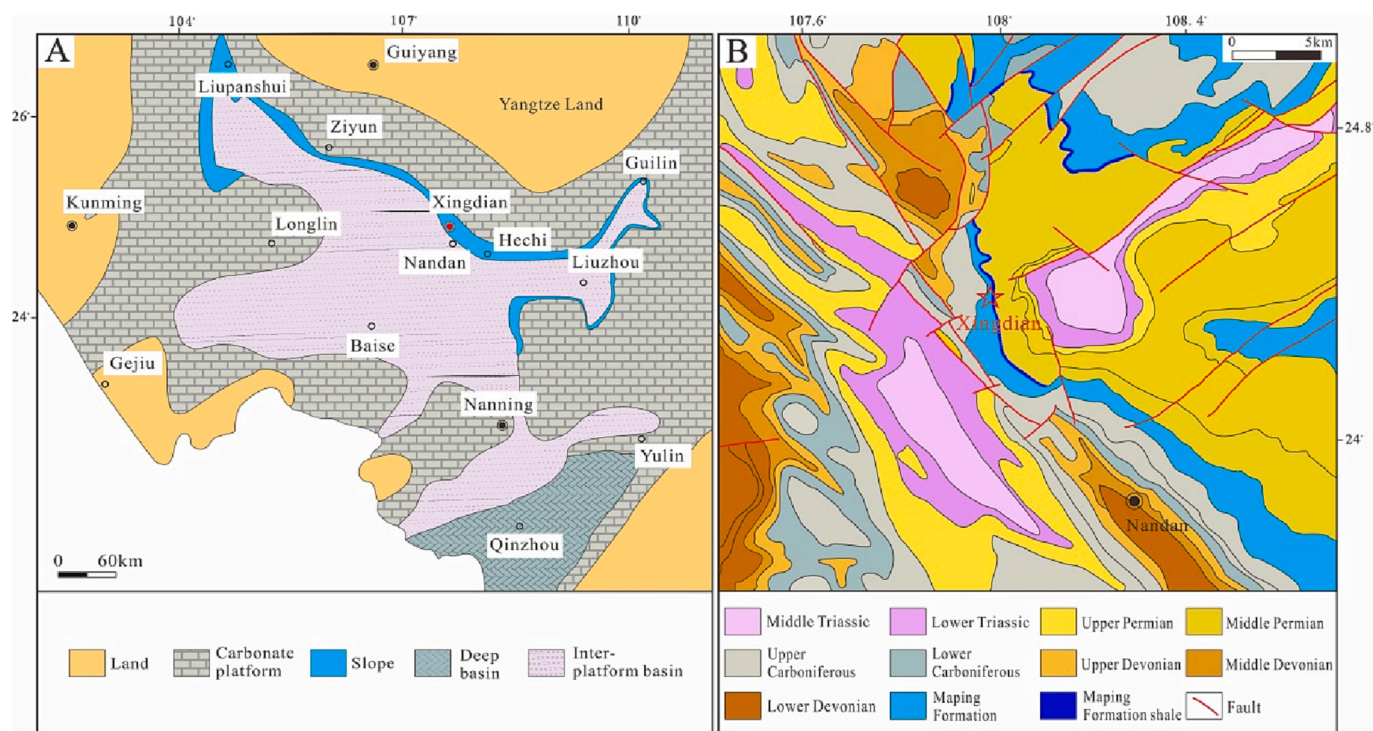 104′
107′
110′
A
Guiyang
Liupanshui
Yangtze Land
26′
Ziyun
Guilin
Kunming
Xingdian
Longlin
Hechi
Nandan
Liuzhou
24′
Baise
Gejiu
Nanning
Yulin
Qinzhou
0 60km
Land
Carbonate
platform
Slope
Deep
basin
Inter-
platform basin
107.6′
108′
108.4′
B
0 5km
24.8′
Xingdian
24′
Nandan
Middle Triassic
Lower Triassic
Upper Permian
Middle Permian
Upper
Carboniferous
Lower
Carboniferous
Upper Devonian
Middle Devonian
Lower Devonian
Maping
Formation
Maping
Formation shale
Fault